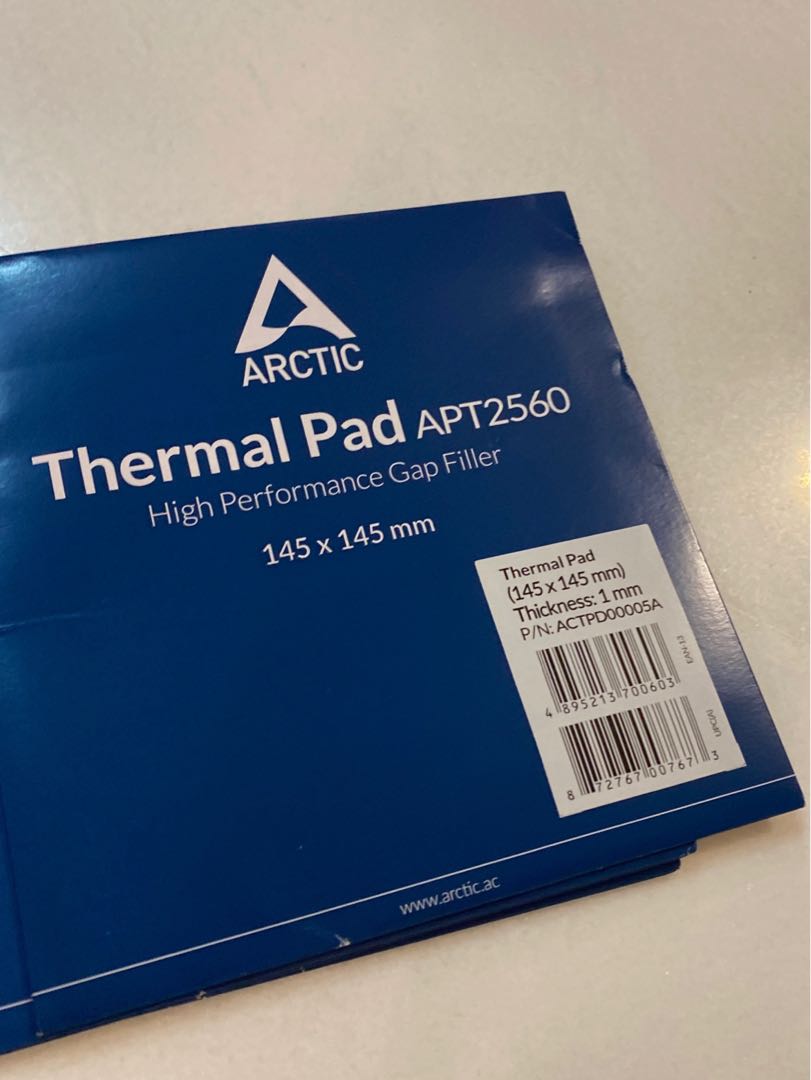 ARCTIC
Thermal Pad APT2560
High Performance Gap Filler
145 x 145 mm
Thermal Pad
(145 x 145 mm)
Thickness: 1 mm
P/N: ACTPD00005A
EAN-13
4 895213 700603
UPC(A)
8 72767 00767 3
www.arctic.ac